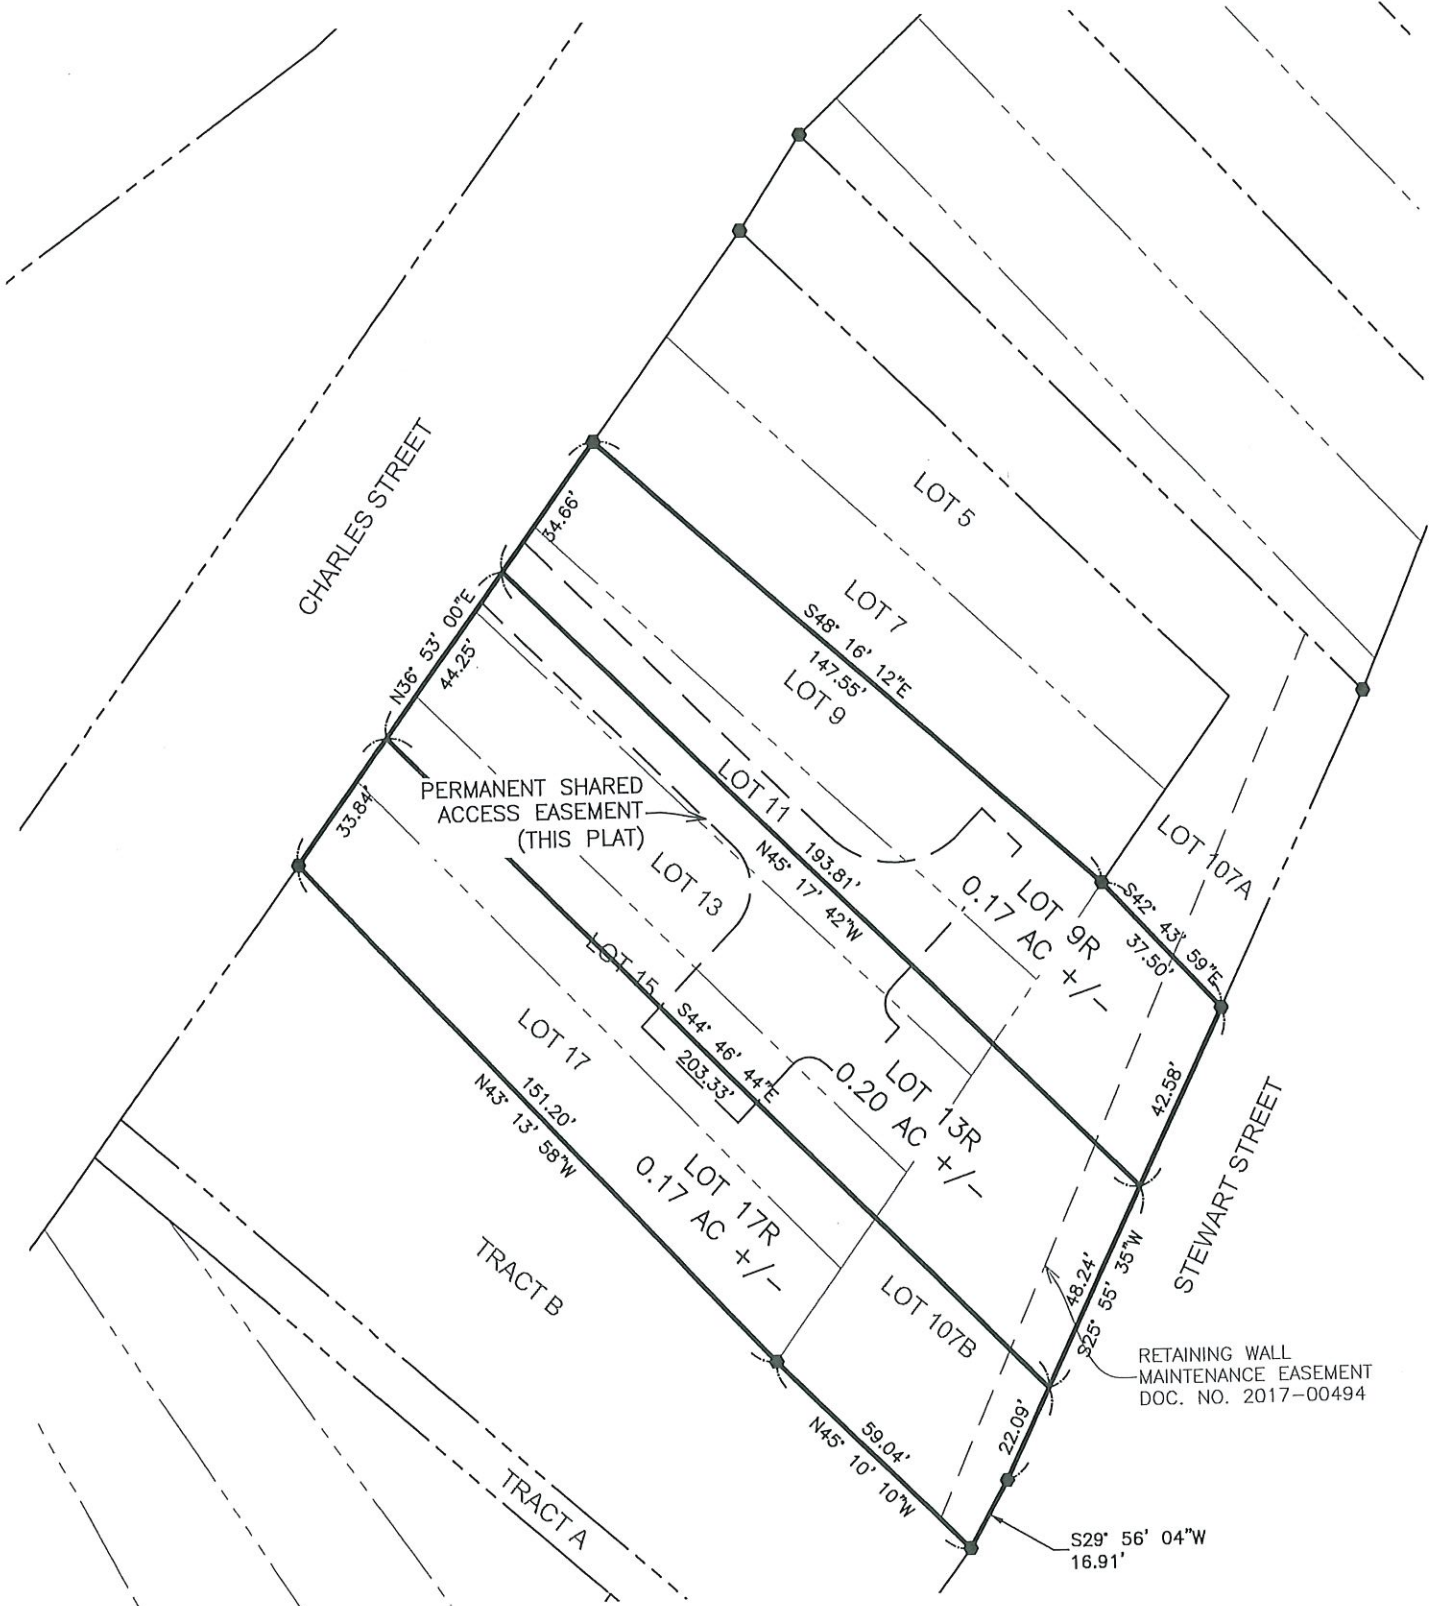 CHARLES STREET
LOT 5
LOT 7
34.66'
S48° 16' 12"E
147.55'
LOT 9
N36° 53' 00"E
44.25'
LOT 11
PERMANENT SHARED
ACCESS EASEMENT
(THIS PLAT)
33.84'
193.81'
N45° 17' 42"W
LOT 107A
LOT 13
LOT 9R
0.17 AC +/-
S42° 43' 59"E
37.50'
LOT 15
S44° 46' 44"E
203.33'
LOT 17
151.20'
N43° 13' 58"W
LOT 13R
0.20 AC +/-
42.58'
STEWART STREET
LOT 17R
0.17 AC +/-
TRACT B
LOT 107B
48.24'
S25° 55' 35"W
RETAINING WALL
MAINTENANCE EASEMENT
DOC. NO. 2017-00494
22.09'
59.04'
N45° 10' 10"W
TRACT A
S29° 56' 04"W
16.91'